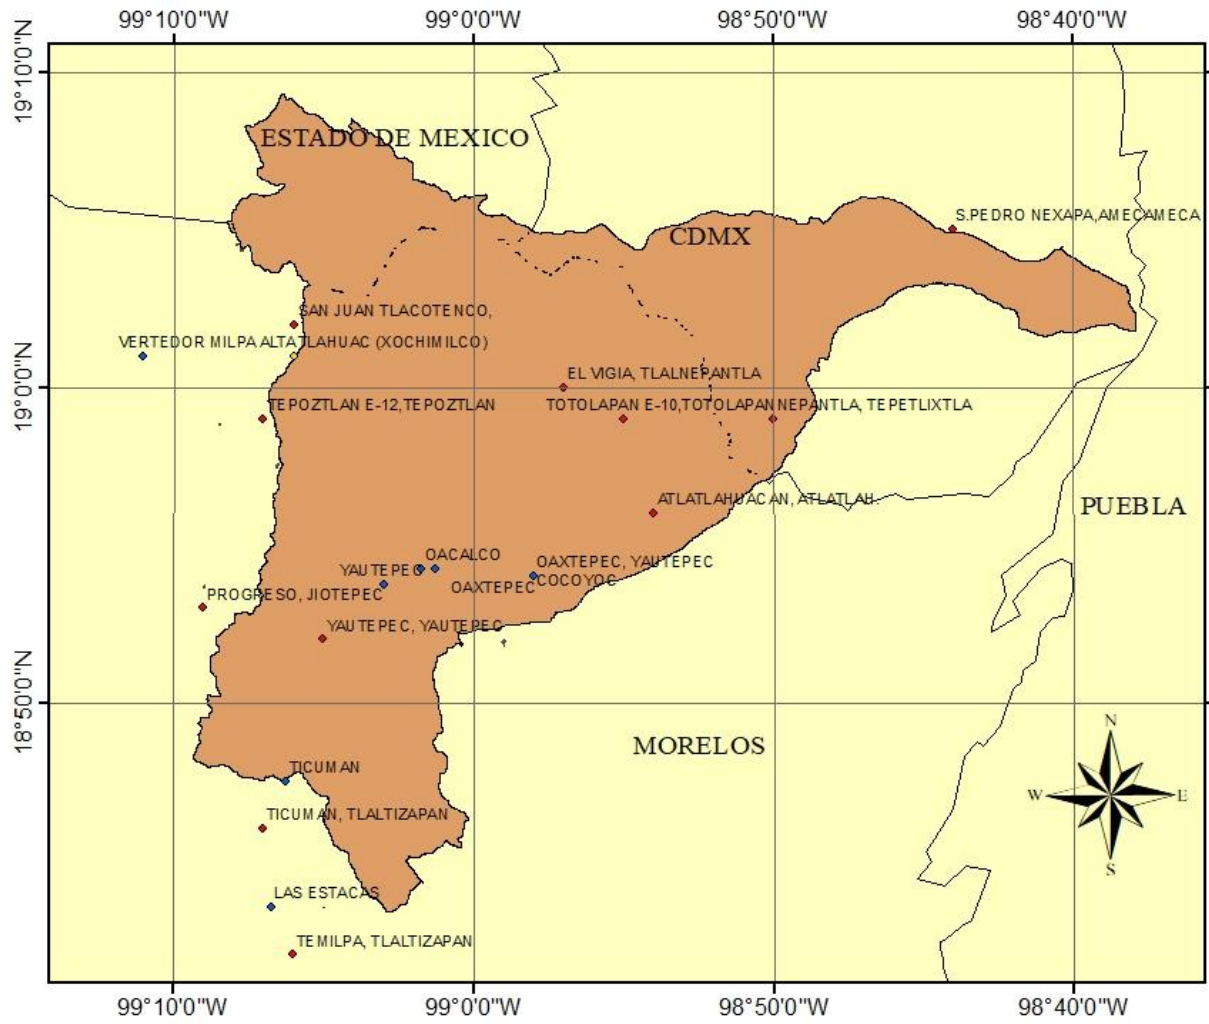 99°10'0"W 99°0'0"W 98°50'0"W 98°40'0"W
19°10'0"N
ESTADO DE MEXICO
S.PEDRO NEXAPA,AMECAMECA
CDMX
SAN JUAN TLACOTENCO,
VERTEDOR MILPA ALTA TLAHUAC (XOCHIMILCO)
EL VIGIA, TLALNEPANTLA
19°0'0"N
TEPOZTLAN E-12,TEPOZTLAN
TOTOLAPAN E-10,TOTOLAPAN NEPANTLA, TEPETLIXTLA
ATLATLAHUACAN, ATLATLAH.
PUEBLA
OACALCO
OAXTEPEC, YAUTEPEC
YAUTEPEC
COCOYOC
OAXTEPEC
PROGRESO, JIOTEPEC
YAUTEPEC, YAUTEPEC
18°50'0"N
MORELOS
N
TICUMAN
W E
TICUMAN, TLALTIZAPAN
S
LAS ESTACAS
TEMILPA, TLALTIZAPAN
99°10'0"W 99°0'0"W 98°50'0"W 98°40'0"W